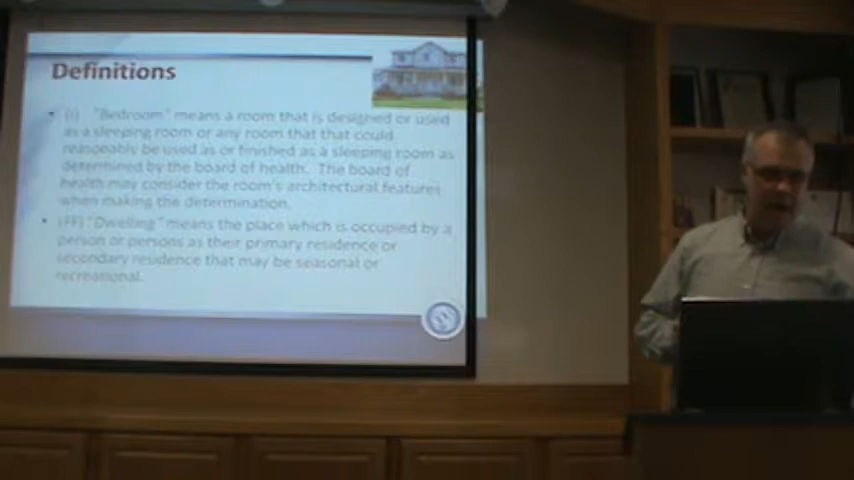 Definitions
• (I) "Bedroom" means a room that is designed or used
as a sleeping room or any room that that could
reasonably be used as or finished as a sleeping room as
determined by the board of health. The board of
health may consider the room's architectural features
when making the determination.
• (FF) "Dwelling" means the place which is occupied by a
person or persons as their primary residence or
secondary residence that may be seasonal or
recreational.